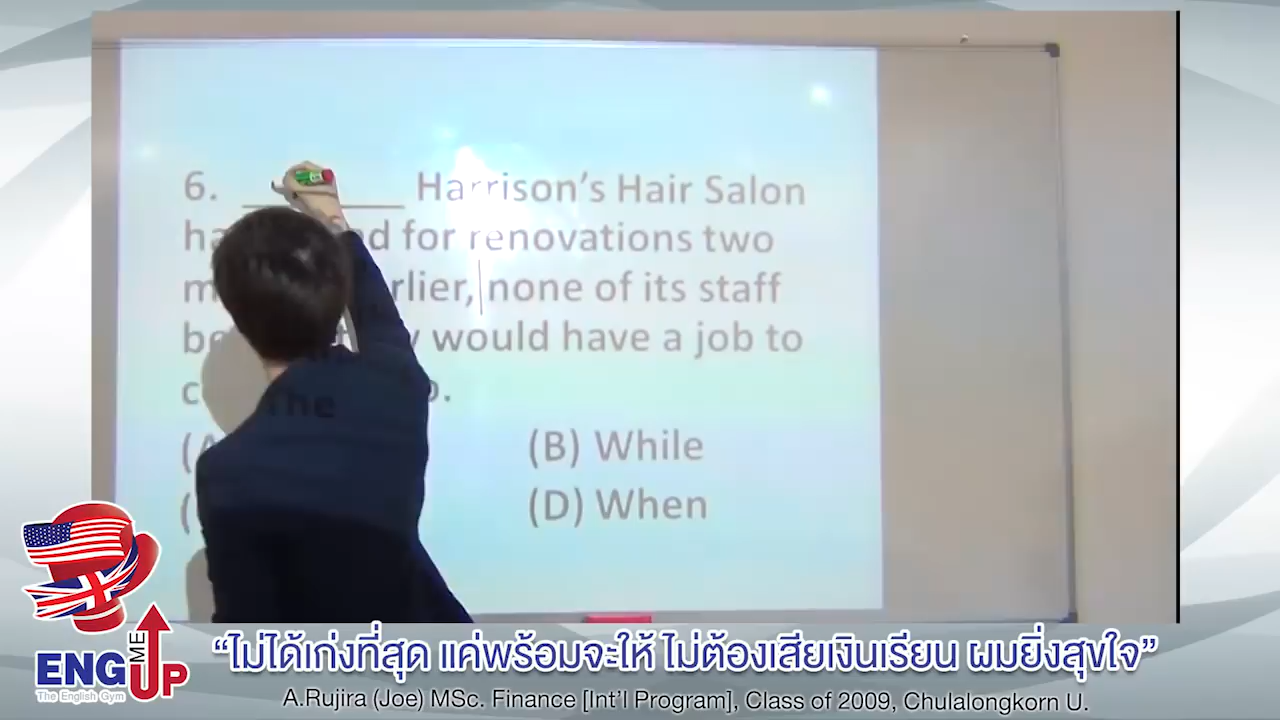 6. ________ Harrison's Hair Salon
for renovations two
none of its staff
would have a job to
The
(B) While
(D) When
ENG UP ME
The English Gym
“ไม่ได้เก่งที่สุด แค่พร้อมจะให้ ไม่ต้องเสียเงินเรียน ผมยิ่งสุขใจ”
A.Rujira (Joe) MSc. Finance [Int'l Program], Class of 2009, Chulalongkorn U.